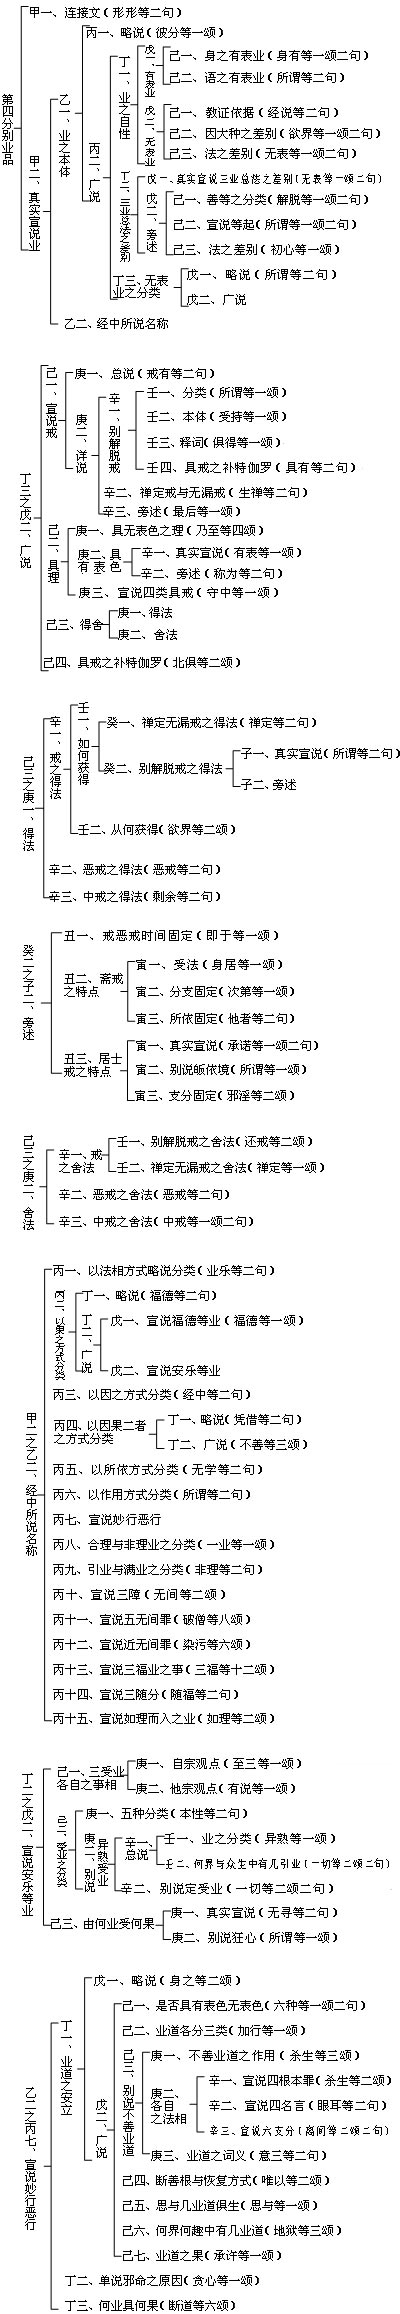 第四分别业品
甲一、连接文（形形等二句）
甲二、真实宣说业
乙一、业之本体
丙一、略说（彼分等一颂）
丙二、广说
丁一、业之自性
戊一、有表业
己一、身之有表业（身有等一颂二句）
己二、语之有表业（所谓等二句）
戊二、无表业
己一、教证依据（经说等二句）
己二、因大种之差别（欲界等一颂二句）
己三、法之差别（无表等一颂二句）
丁二、三业总法之差别
戊一、真实宣说三业总法之差别（无表等一颂二句）
戊二、旁述
己一、善等之分类（解脱等一颂二句）
己二、宣说等起（所谓等一颂二句）
己三、法之差别（初心等一颂）
丁三、无表业之分类
戊一、略说（所谓等二句）
戊二、广说
乙二、经中所说名称
丁三之戊二、广说
己一、宣说戒
庚一、总说（戒有等二句）
庚二、详说
辛一、别解脱戒
壬一、分类（所谓等一颂）
壬二、本体（受持等一颂）
壬三、释词（俱得等一颂）
壬四、具戒之补特伽罗（具有等二句）
辛二、禅定戒与无漏戒（生禅等二句）
辛三、旁述（最后等一颂）
己二、具理
庚一、具无表色之理（乃至等四颂）
庚二、具有表色
辛一、真实宣说（有表等一颂）
辛二、旁述（称为等二句）
庚三、宣说四类具戒（守中等一颂）
己三、得舍
庚一、得法
庚二、舍法
己四、具戒之补特伽罗（北俱等二颂）
己三之庚一、得法
辛一、戒之得法
壬一、如何获得
癸一、禅定无漏戒之得法（禅定等二句）
癸二、别解脱戒之得法
子一、真实宣说（所谓等二句）
子二、旁述
壬二、从何获得（欲界等二颂）
辛二、恶戒之得法（恶戒等二句）
辛三、中戒之得法（剩余等二句）
癸二之子二、旁述
丑一、戒恶戒时间固定（即于等一颂）
丑二、斋戒之特点
寅一、受法（身居等一颂）
寅二、分支固定（次第等一颂）
寅三、所依固定（他者等二句）
丑三、居士戒之特点
寅一、真实宣说（承诺等一颂二句）
寅二、别说皈依境（所谓等一颂）
寅三、支分固定（邪淫等二颂）
己三之庚二、舍法
辛一、戒之舍法
壬一、别解脱戒之舍法（还戒等二颂）
壬二、禅定无漏戒之舍法（禅定等一颂）
辛二、恶戒之舍法（恶戒等二句）
辛三、中戒之舍法（中戒等一颂二句）
甲二之乙二、经中所说名称
丙一、以法相方式略说分类（业乐等二句）
丙二、以果之方式分类
丁一、略说（福德等二句）
丁二、广说
戊一、宣说福德等业（福德等一颂）
戊二、宣说安乐等业
丙三、以因之方式分类（经中等二句）
丙四、以因果二者之方式分类
丁一、略说（凭借等二句）
丁二、广说（不善等三颂）
丙五、以所依方式分类（无学等二句）
丙六、以作用方式分类（所谓等二句）
丙七、宣说妙行恶行
丙八、合理与非理业之分类（一业等一颂）
丙九、引业与满业之分类（非理等二句）
丙十、宣说三障（无间等二颂）
丙十一、宣说五无间罪（破僧等八颂）
丙十二、宣说近无间罪（染污等六颂）
丙十三、宣说三福业之事（三福等十二颂）
丙十四、宣说三随分（随福等二句）
丙十五、宣说如理而入之业（如理等二颂）
丁二之戊二、宣说安乐等业
己一、三受业各自之事相
庚一、自宗观点（至三等一颂）
庚二、他宗观点（有说等一颂）
己二、受业之分类
庚一、五种分类（本性等二句）
庚二、别说异熟受业
辛一、总说
壬一、业之分类（异熟等一颂）
壬二、何界与众生中有几引业（一切等二颂二句）
辛二、别说定受业（一切等二颂二句）
己三、由何业受何果
庚一、真实宣说（无寻等二句）
庚二、别说狂心（所谓等一颂）
乙二之丙七、宣说妙行恶行
丁一、业道之安立
戊一、略说（身之等二颂）
戊二、广说
己一、是否具有表色无表色（六种等一颂二句）
己二、业道各分三类（加行等一颂）
己三、别说不善业道
庚一、不善业道之作用（杀生等三颂）
庚二、各自之法相
辛一、宣说四根本罪（杀生等二颂）
辛二、宣说四名言（眼耳等二句）
辛三、宣说六支分（离间等二颂二句）
庚三、业道之词义（意三等二句）
己四、断善根与恢复方式（唯以等二颂）
己五、思与几业道俱生（思与等一颂）
己六、何界何趣中有几业道（地狱等三颂）
己七、业道之果（承许等一颂）
丁二、单说邪命之原因（贪心等一颂）
丁三、何业具何果（断道等六颂）